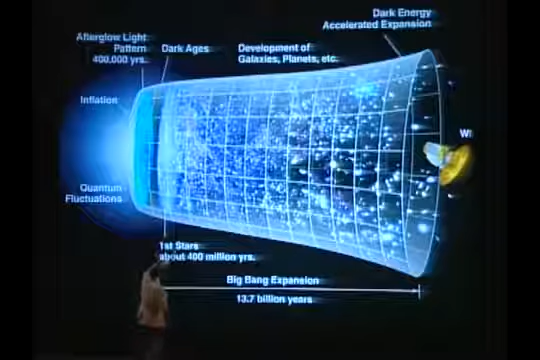 Dark Energy
Accelerated Expansion
Afterglow Light
Pattern
400,000 yrs.
Dark Ages
Development of
Galaxies, Planets, etc.
Inflation
WI
Quantum
Fluctuations
1st Stars
about 400 million yrs.
Big Bang Expansion
13.7 billion years